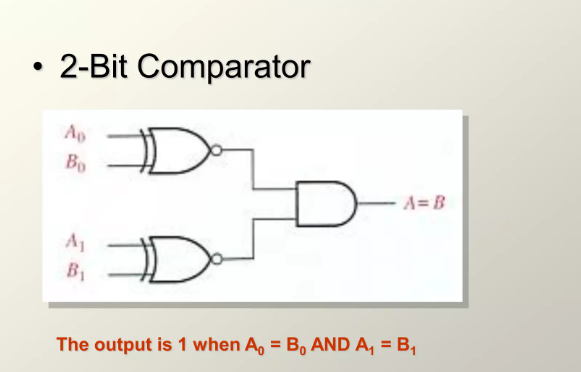 • 2-Bit Comparator
A₀
B₀
A = B
A₁
B₁
The output is 1 when A₀ = B₀ AND A₁ = B₁